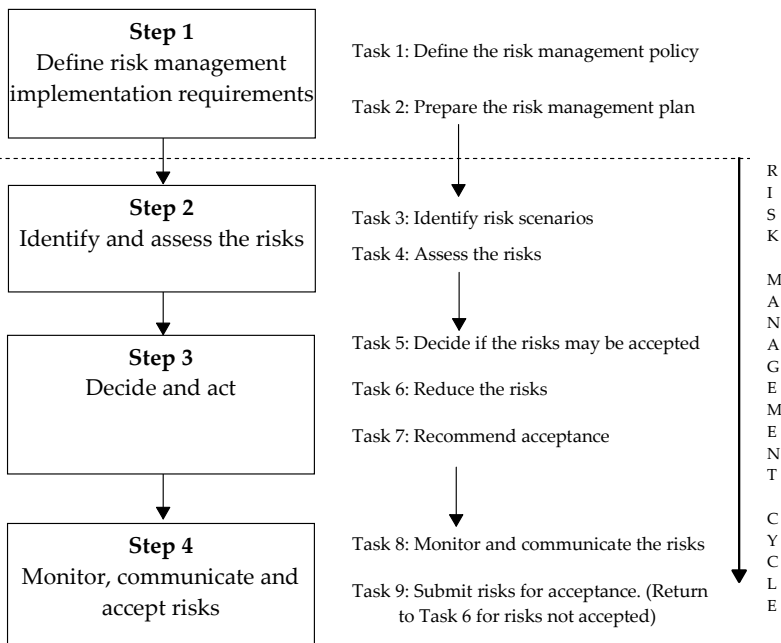 Step 1
Define risk management
implementation requirements
Task 1: Define the risk management policy
Task 2: Prepare the risk management plan
Step 2
Identify and assess the risks
Task 3: Identify risk scenarios
Task 4: Assess the risks
Step 3
Decide and act
Task 5: Decide if the risks may be accepted
Task 6: Reduce the risks
Task 7: Recommend acceptance
Step 4
Monitor, communicate and
accept risks
Task 8: Monitor and communicate the risks
Task 9: Submit risks for acceptance. (Return
to Task 6 for risks not accepted)
RISK MANAGEMENT CYCLE